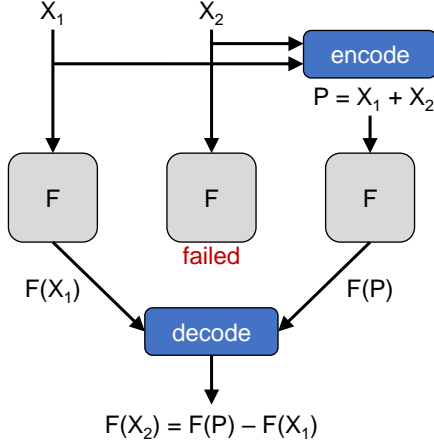 X₁ X₂
encode
P = X₁ + X₂
F F F
failed
F(X₁) F(P)
decode
F(X₂) = F(P) – F(X₁)